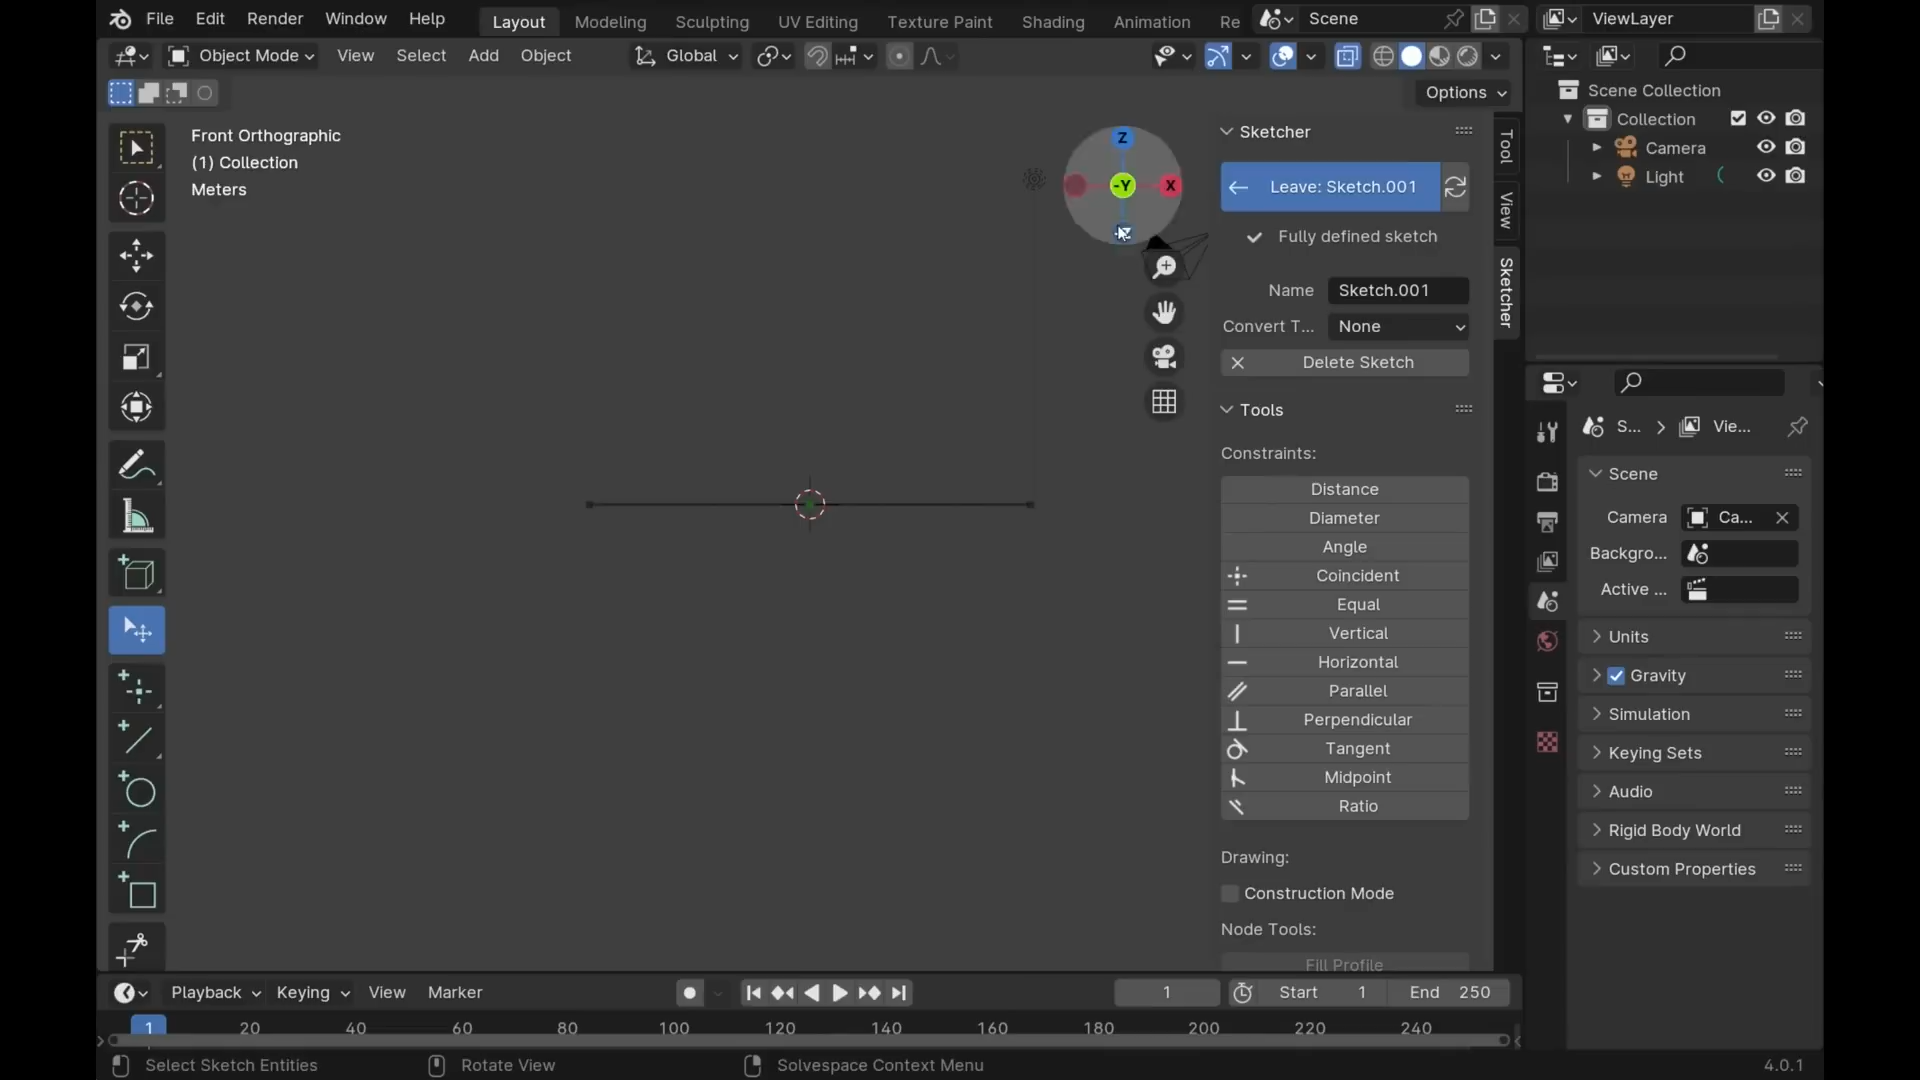 File Edit Render Window Help Layout Modeling Sculpting UV Editing Texture Paint Shading Animation Re Scene ViewLayer
Object Mode View Select Add Object Global
Options
Front Orthographic
(1) Collection
Meters
Z
-Y
X
Sketcher
Leave: Sketch.001
Fully defined sketch
Name Sketch.001
Convert T... None
Delete Sketch
Tools
Constraints:
Distance
Diameter
Angle
Coincident
Equal
Vertical
Horizontal
Parallel
Perpendicular
Tangent
Midpoint
Ratio
Drawing:
Construction Mode
Node Tools:
Fill Profile
Tool
View
Sketcher
Scene Collection
Collection
Camera
Light
S... Vie...
Scene
Camera Ca...
Backgro...
Active ...
Units
Gravity
Simulation
Keying Sets
Audio
Rigid Body World
Custom Properties
Playback Keying View Marker 1 Start 1 End 250
1 20 40 60 80 100 120 140 160 180 200 220 240
Select Sketch Entities Rotate View Solvespace Context Menu 4.0.1